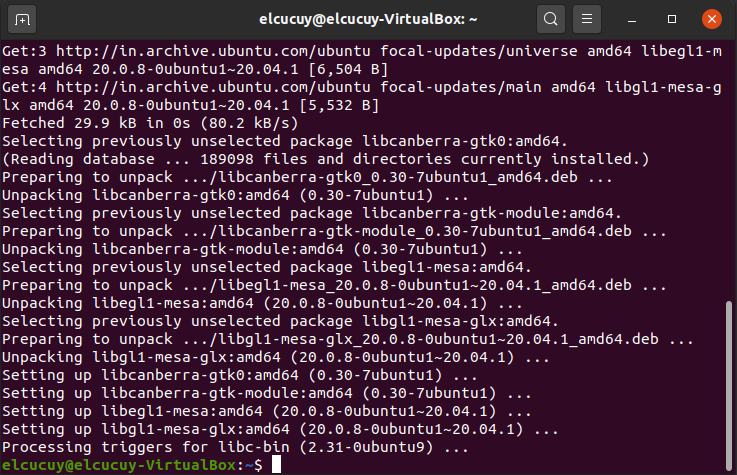 elcucuy@elcucuy-VirtualBox: ~
Get:3 http://in.archive.ubuntu.com/ubuntu focal-updates/universe amd64 libegl1-m
esa amd64 20.0.8-0ubuntu1~20.04.1 [6,504 B]
Get:4 http://in.archive.ubuntu.com/ubuntu focal-updates/main amd64 libgl1-mesa-g
lx amd64 20.0.8-0ubuntu1~20.04.1 [5,532 B]
Fetched 29.9 kB in 0s (80.2 kB/s)
Selecting previously unselected package libcanberra-gtk0:amd64.
(Reading database ... 189098 files and directories currently installed.)
Preparing to unpack .../libcanberra-gtk0_0.30-7ubuntu1_amd64.deb ...
Unpacking libcanberra-gtk0:amd64 (0.30-7ubuntu1) ...
Selecting previously unselected package libcanberra-gtk-module:amd64.
Preparing to unpack .../libcanberra-gtk-module_0.30-7ubuntu1_amd64.deb ...
Unpacking libcanberra-gtk-module:amd64 (0.30-7ubuntu1) ...
Selecting previously unselected package libegl1-mesa:amd64.
Preparing to unpack .../libegl1-mesa_20.0.8-0ubuntu1~20.04.1_amd64.deb ...
Unpacking libegl1-mesa:amd64 (20.0.8-0ubuntu1~20.04.1) ...
Selecting previously unselected package libgl1-mesa-glx:amd64.
Preparing to unpack .../libgl1-mesa-glx_20.0.8-0ubuntu1~20.04.1_amd64.deb ...
Unpacking libgl1-mesa-glx:amd64 (20.0.8-0ubuntu1~20.04.1) ...
Setting up libcanberra-gtk0:amd64 (0.30-7ubuntu1) ...
Setting up libcanberra-gtk-module:amd64 (0.30-7ubuntu1) ...
Setting up libegl1-mesa:amd64 (20.0.8-0ubuntu1~20.04.1) ...
Setting up libgl1-mesa-glx:amd64 (20.0.8-0ubuntu1~20.04.1) ...
Processing triggers for libc-bin (2.31-0ubuntu9) ...
elcucuy@elcucuy-VirtualBox:~$